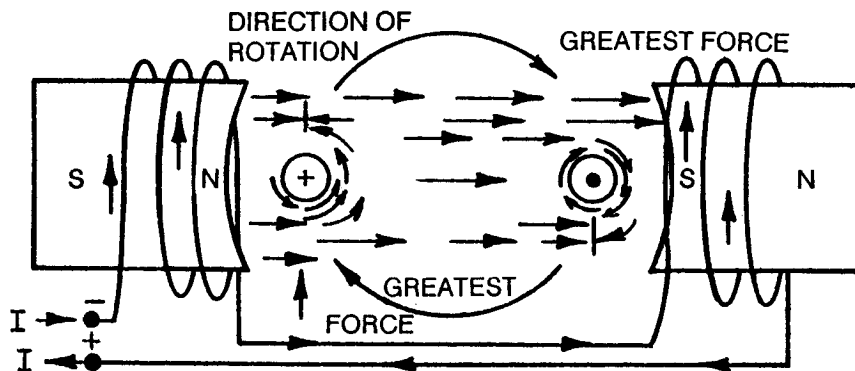 DIRECTION OF
ROTATION
GREATEST FORCE
S
N
+
•
S
N
GREATEST
FORCE
I
−
+
I